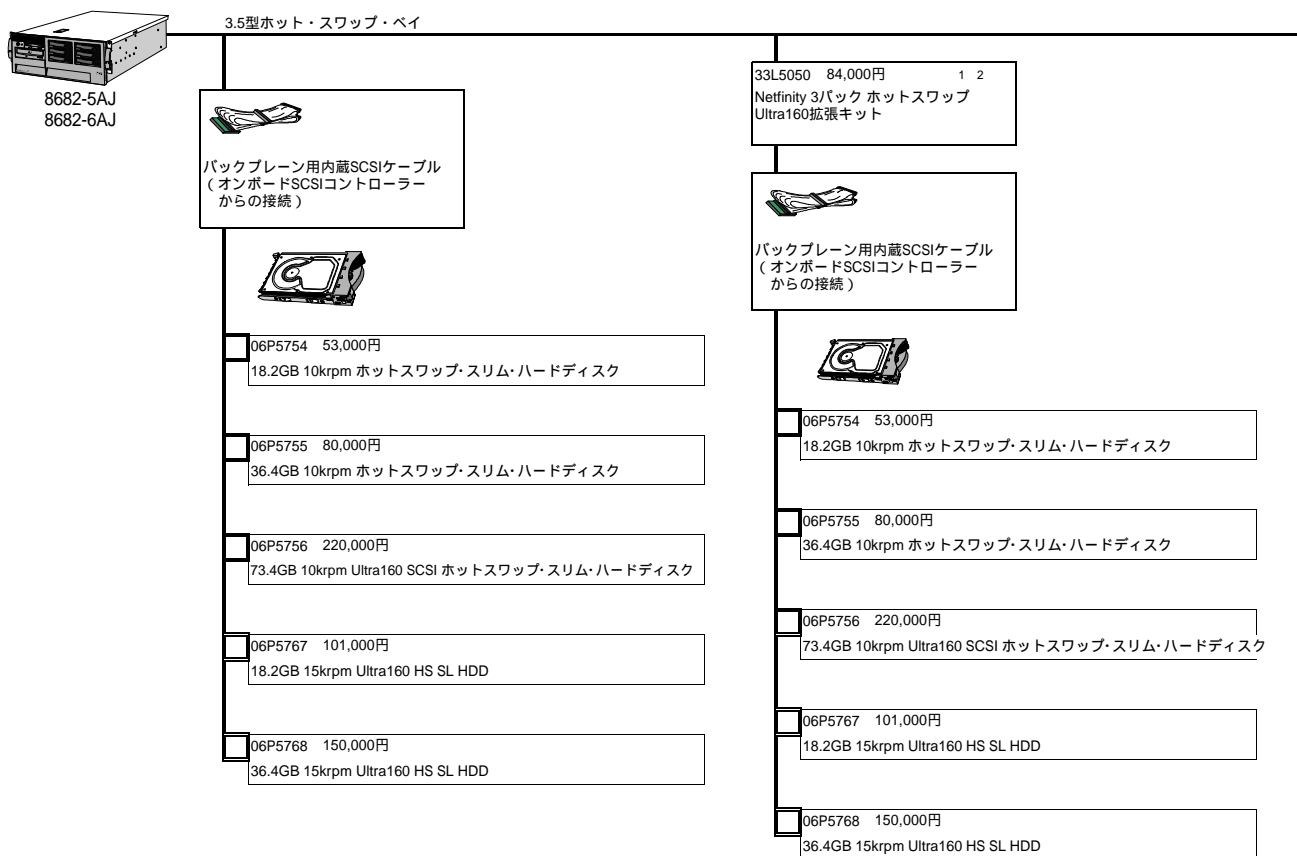 3.5型ホット・スワップ・ベイ
8682-5AJ
8682-6AJ
バックプレーン用内蔵SCSIケーブル
(オンボードSCSIコントローラー
からの接続)
06P5754 53,000円
18.2GB 10krpm ホットスワップ・スリム・ハードディスク
06P5755 80,000円
36.4GB 10krpm ホットスワップ・スリム・ハードディスク
06P5756 220,000円
73.4GB 10krpm Ultra160 SCSI ホットスワップ・スリム・ハードディスク
06P5767 101,000円
18.2GB 15krpm Ultra160 HS SL HDD
06P5768 150,000円
36.4GB 15krpm Ultra160 HS SL HDD
33L5050 84,000円 1 2
Netfinity 3パック ホットスワップ
Ultra160拡張キット
バックプレーン用内蔵SCSIケーブル
(オンボードSCSIコントローラー
からの接続)
06P5754 53,000円
18.2GB 10krpm ホットスワップ・スリム・ハードディスク
06P5755 80,000円
36.4GB 10krpm ホットスワップ・スリム・ハードディスク
06P5756 220,000円
73.4GB 10krpm Ultra160 SCSI ホットスワップ・スリム・ハードディスク
06P5767 101,000円
18.2GB 15krpm Ultra160 HS SL HDD
06P5768 150,000円
36.4GB 15krpm Ultra160 HS SL HDD